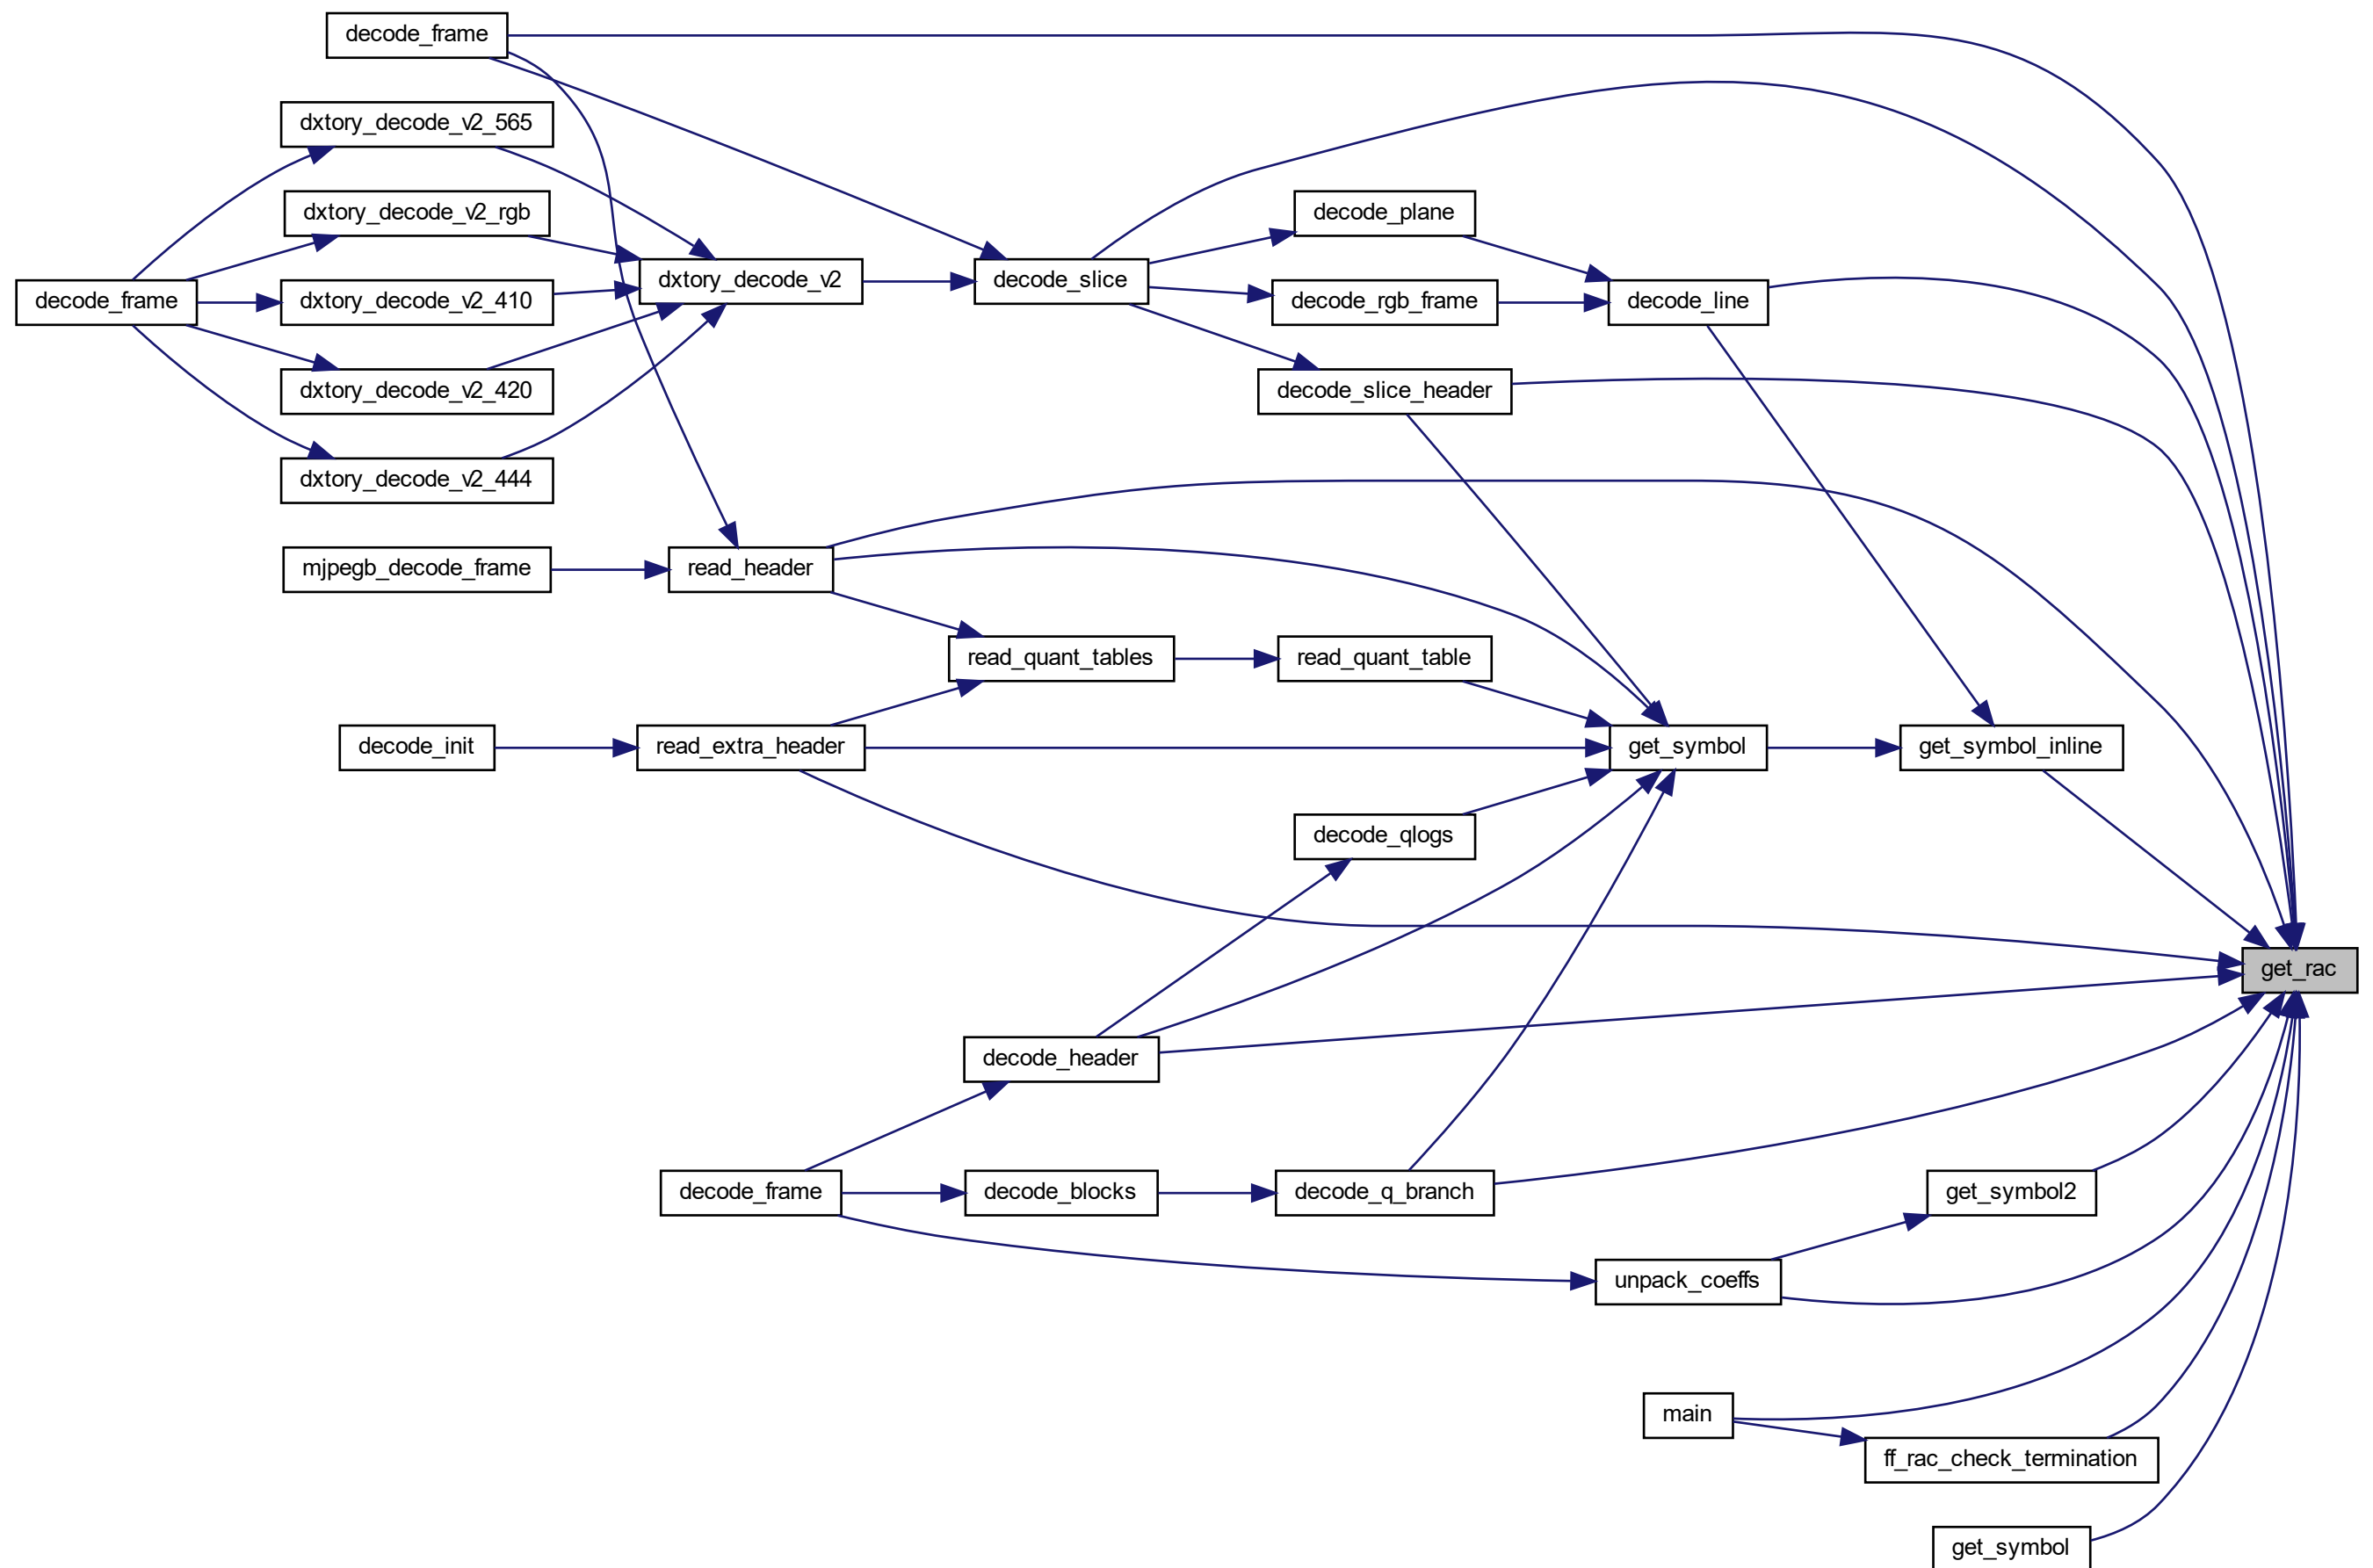 decode_frame
dxtory_decode_v2_565
dxtory_decode_v2_rgb
decode_plane
dxtory_decode_v2
decode_slice
decode_frame
dxtory_decode_v2_410
decode_rgb_frame
decode_line
dxtory_decode_v2_420
decode_slice_header
dxtory_decode_v2_444
mjpegb_decode_frame
read_header
read_quant_tables
read_quant_table
decode_init
read_extra_header
get_symbol
get_symbol_inline
decode_qlogs
get_rac
decode_header
decode_frame
decode_blocks
decode_q_branch
get_symbol2
unpack_coeffs
main
ff_rac_check_termination
get_symbol